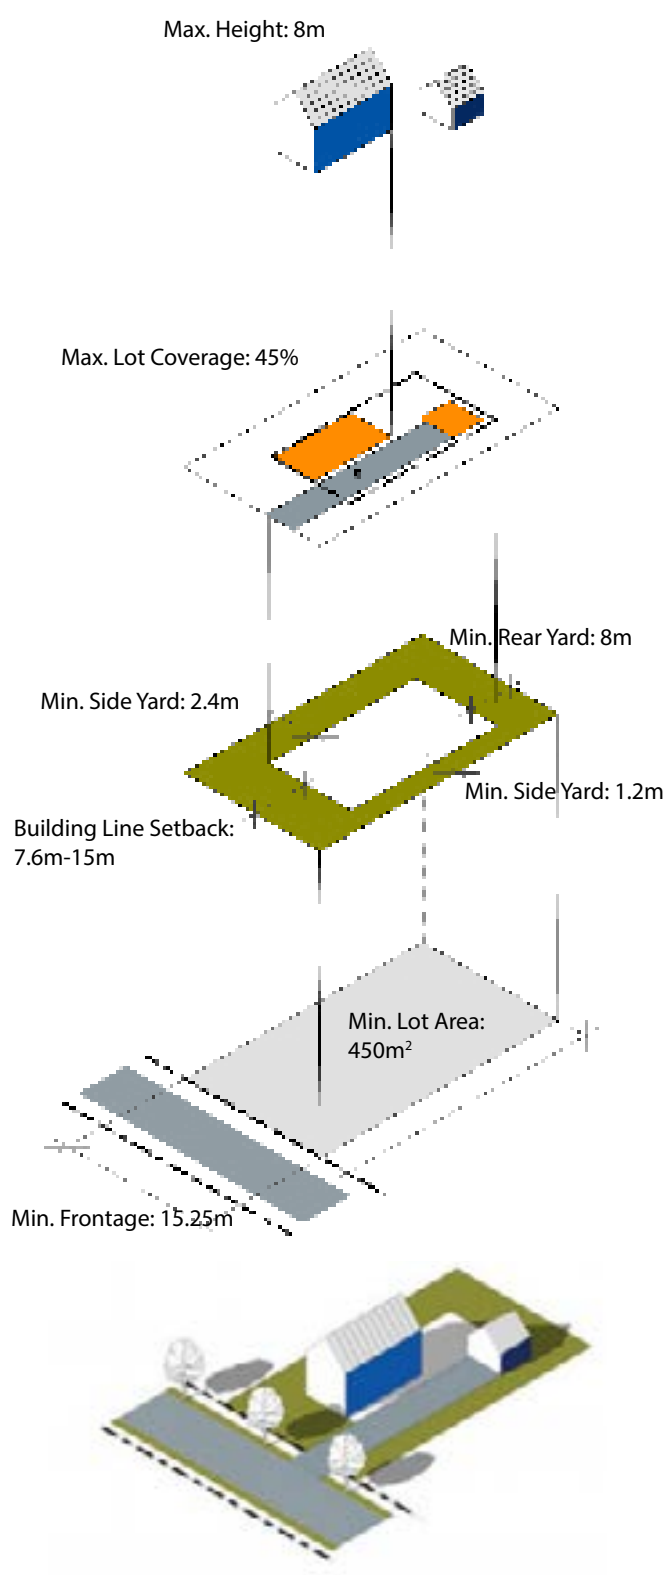 Max. Height: 8m
Max. Lot Coverage: 45%
Min. Rear Yard: 8m
Min. Side Yard: 2.4m
Min. Side Yard: 1.2m
Building Line Setback:
7.6m-15m
Min. Lot Area:
450m²
Min. Frontage: 15.25m